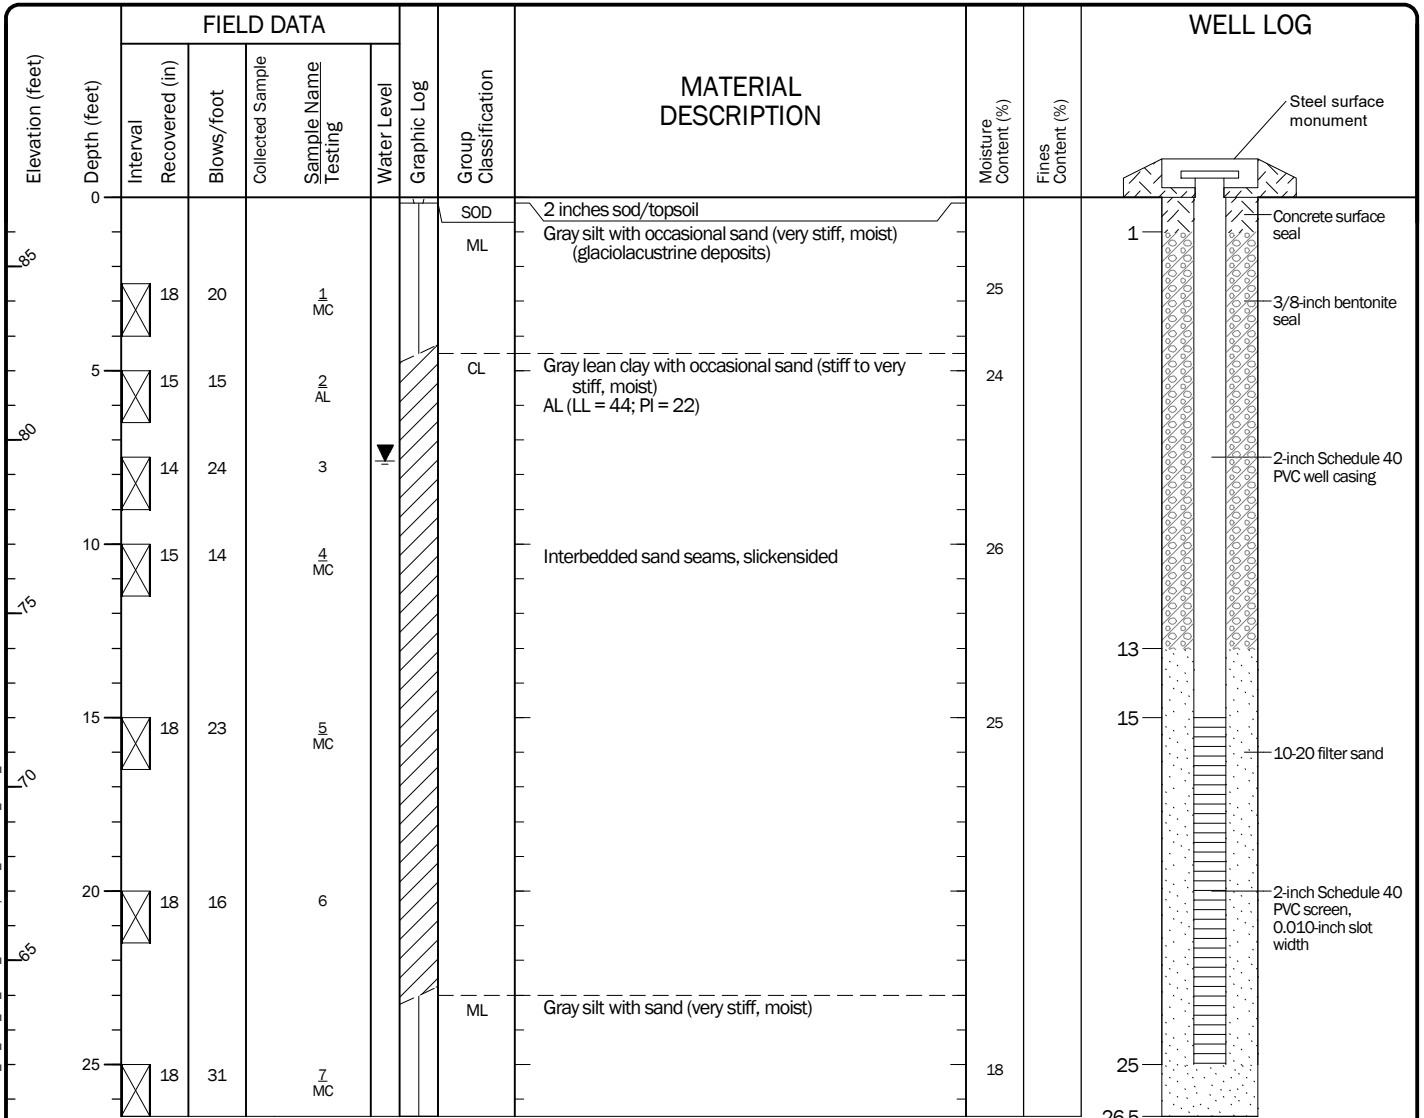 FIELD DATA
WELL LOG
Elevation (feet)
Depth (feet)
Interval
Recovered (in)
Blows/foot
Collected Sample
Sample Name
Testing
Water Level
Graphic Log
Group
Classification
MATERIAL
DESCRIPTION
Moisture
Content (%)
Fines
Content (%)
Steel surface
monument
0
SOD
2 inches sod/topsoil
Concrete surface
seal
1
ML
Gray silt with occasional sand (very stiff, moist)
(glaciolacustrine deposits)
85
18
20
1
MC
25
3/8-inch bentonite
seal
5
15
15
2
AL
CL
Gray lean clay with occasional sand (stiff to very
stiff, moist)
AL (LL = 44; PI = 22)
24
80
14
24
3
2-inch Schedule 40
PVC well casing
10
15
14
4
MC
Interbedded sand seams, slickensided
26
75
13
15
18
23
5
MC
25
15
10-20 filter sand
70
20
18
16
6
2-inch Schedule 40
PVC screen,
0.010-inch slot
width
65
ML
Gray silt with sand (very stiff, moist)
25
18
31
7
MC
18
25
26.5